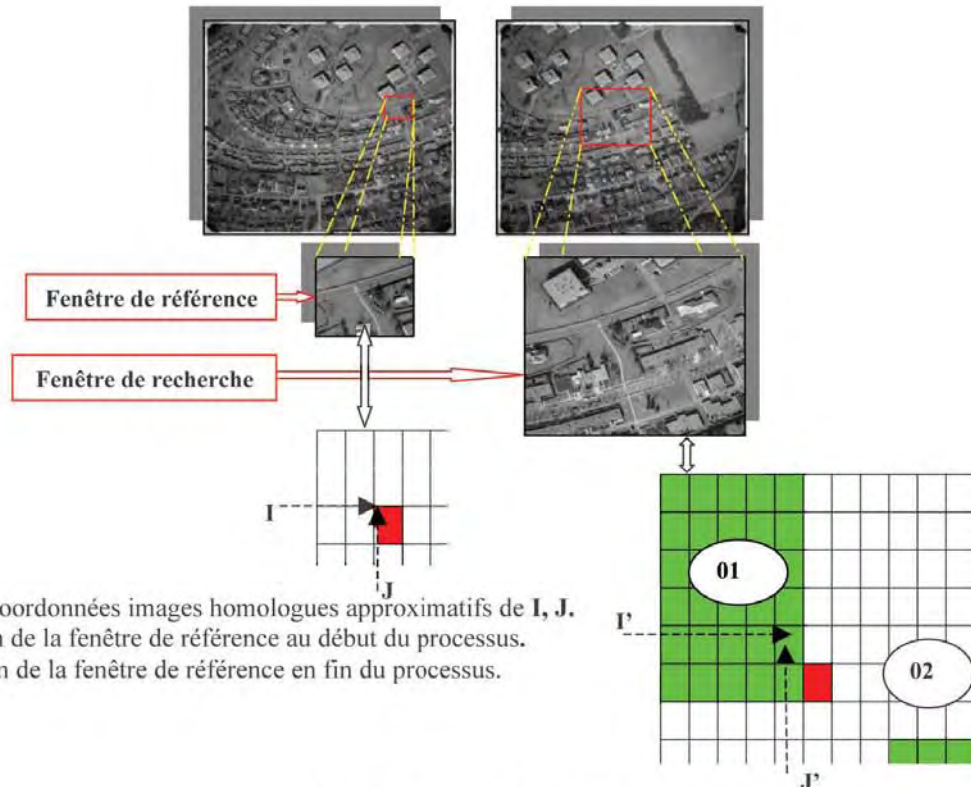 Fenêtre de référence
Fenêtre de recherche
I
J
01
I’
02
oordonnées images homologues approximatifs de I, J.
n de la fenêtre de référence au début du processus.
n de la fenêtre de référence en fin du processus.
J’